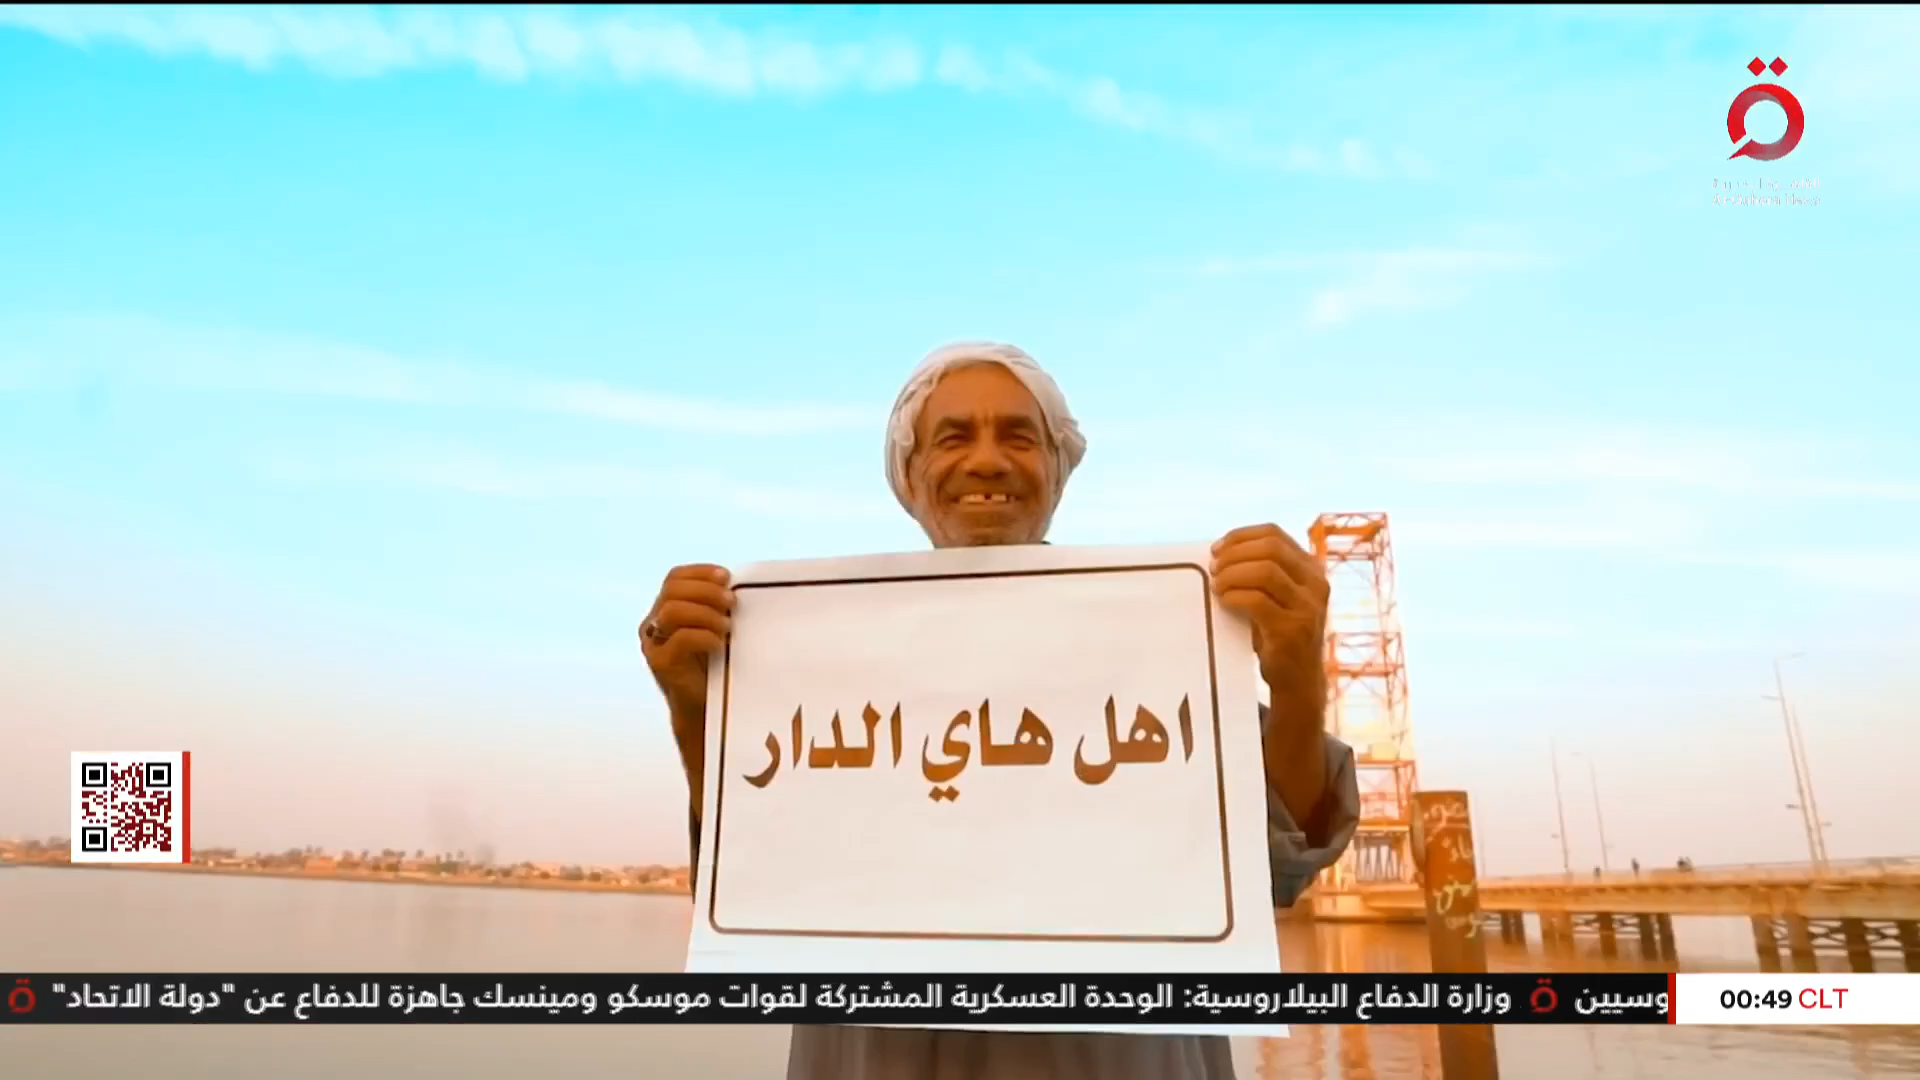 اهل هاي الدار
وسيين
وزارة الدفاع البيلاروسية: الوحدة العسكرية المشتركة لقوات موسكو ومينسك جاهزة للدفاع عن "دولة الاتحاد"
00:49 CLT